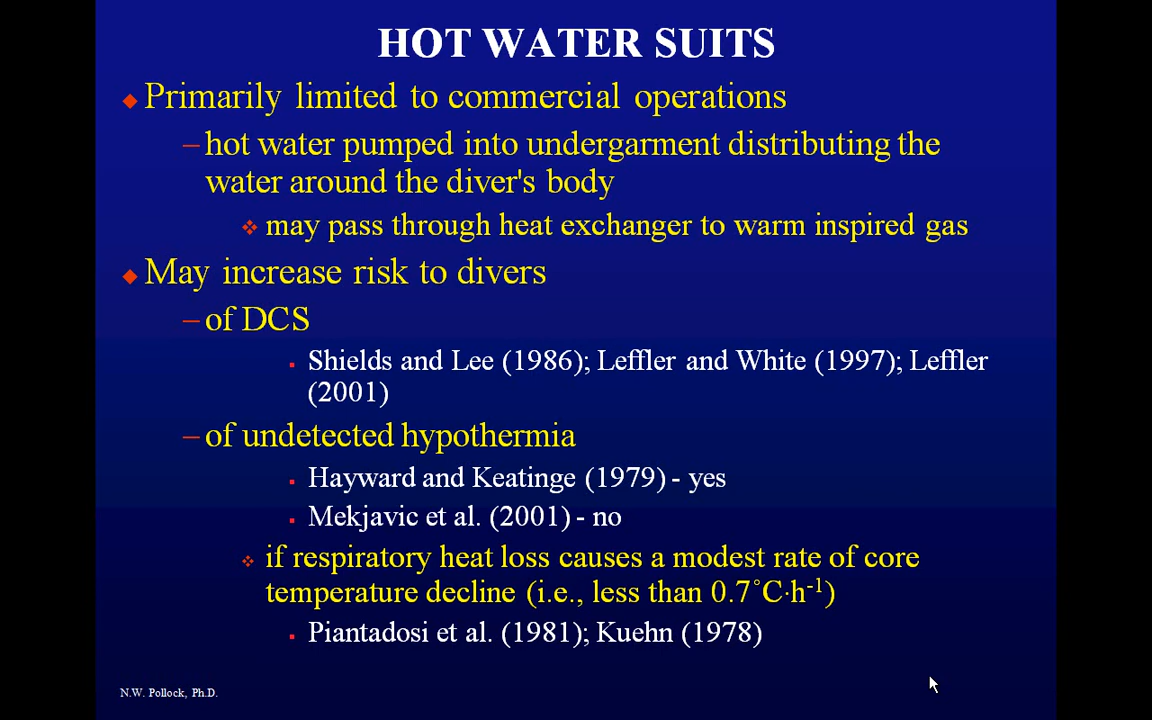 HOT WATER SUITS
Primarily limited to commercial operations
–hot water pumped into undergarment distributing the
water around the diver's body
may pass through heat exchanger to warm inspired gas
May increase risk to divers
–of DCS
Shields and Lee (1986); Leffler and White (1997); Leffler
(2001)
–of undetected hypothermia
Hayward and Keatinge (1979) - yes
Mekjavic et al. (2001) - no
if respiratory heat loss causes a modest rate of core
temperature decline (i.e., less than 0.7˚C·h⁻¹)
Piantadosi et al. (1981); Kuehn (1978)
N.W. Pollock, Ph.D.